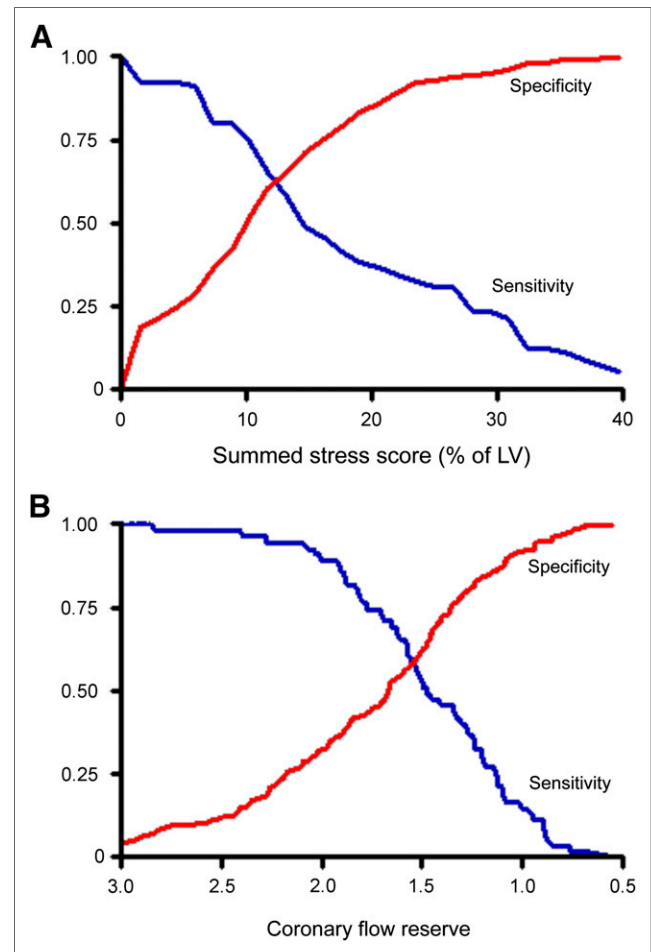 A
1.00
Specificity
0.75
0.50
Sensitivity
0.25
0
0 10 20 30 40
Summed stress score (% of LV)
B
1.00
Specificity
0.75
0.50
0.25
Sensitivity
0
3.0 2.5 2.0 1.5 1.0 0.5
Coronary flow reserve